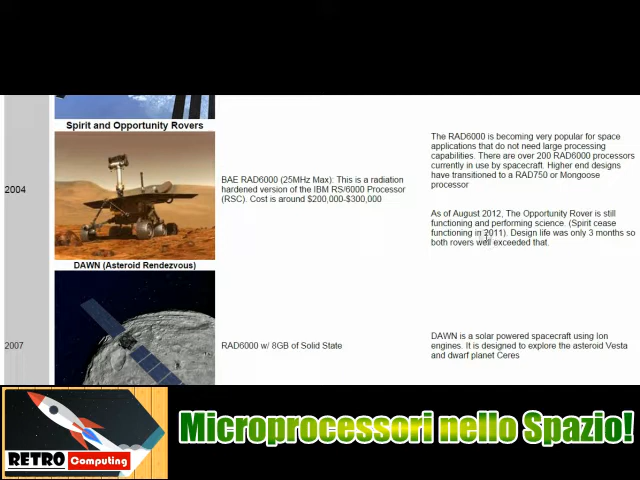 Spirit and Opportunity Rovers
2004
BAE RAD6000 (25MHz Max): This is a radiation
hardened version of the IBM RS/6000 Processor
(RSC). Cost is around $200,000-$300,000
The RAD6000 is becoming very popular for space
applications that do not need large processing
capabilities. There are over 200 RAD6000 processors
currently in use by spacecraft. Higher end designs
have transitioned to a RAD750 or Mongoose
processor
As of August 2012, The Opportunity Rover is still
functioning and performing science. (Spirit cease
functioning in 2011). Design life was only 3 months so
both rovers well exceeded that.
DAWN (Asteroid Rendezvous)
2007
RAD6000 w/ 8GB of Solid State
DAWN is a solar powered spacecraft using Ion
engines. It is designed to explore the asteroid Vesta
and dwarf planet Ceres
RETRO Computing
Microprocessori nello Spazio!